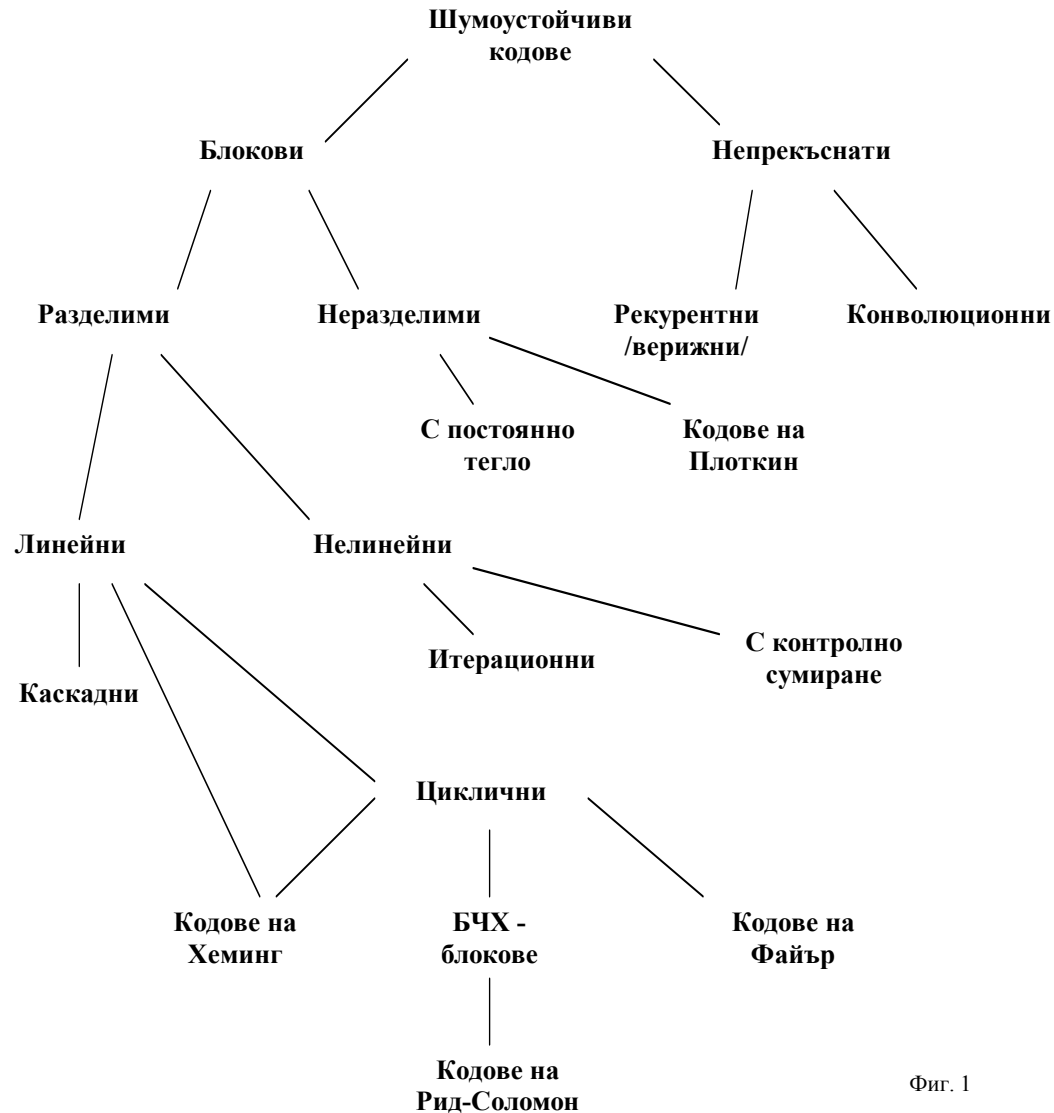 Шумоустойчиви
кодове
Блокови
Непрекъснати
Разделими
Неразделими
Рекурентни
/верижни/
Конволюционни
С постоянно
тегло
Кодове на
Плоткин
Линейни
Нелинейни
Итерационни
С контролно
сумиране
Каскадни
Циклични
Кодове на
Хеминг
БЧХ -
блокове
Кодове на
Файър
Кодове на
Рид-Соломон
Фиг. 1